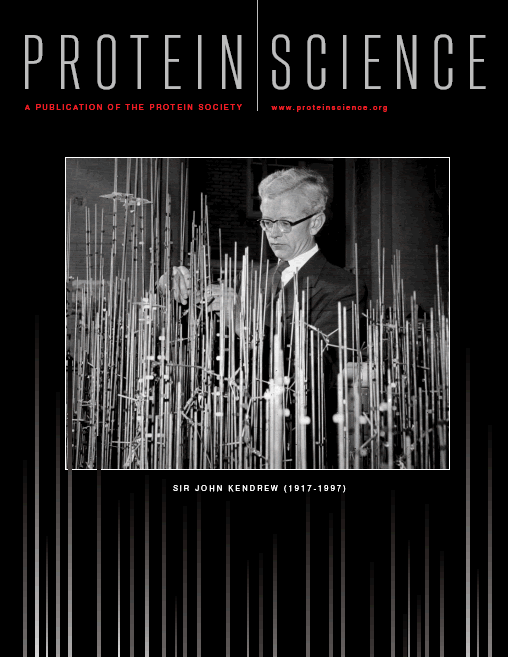 PROTEIN SCIENCE
A PUBLICATION OF THE PROTEIN SOCIETY www.proteinscience.org
SIR JOHN KENDREW (1917-1997)